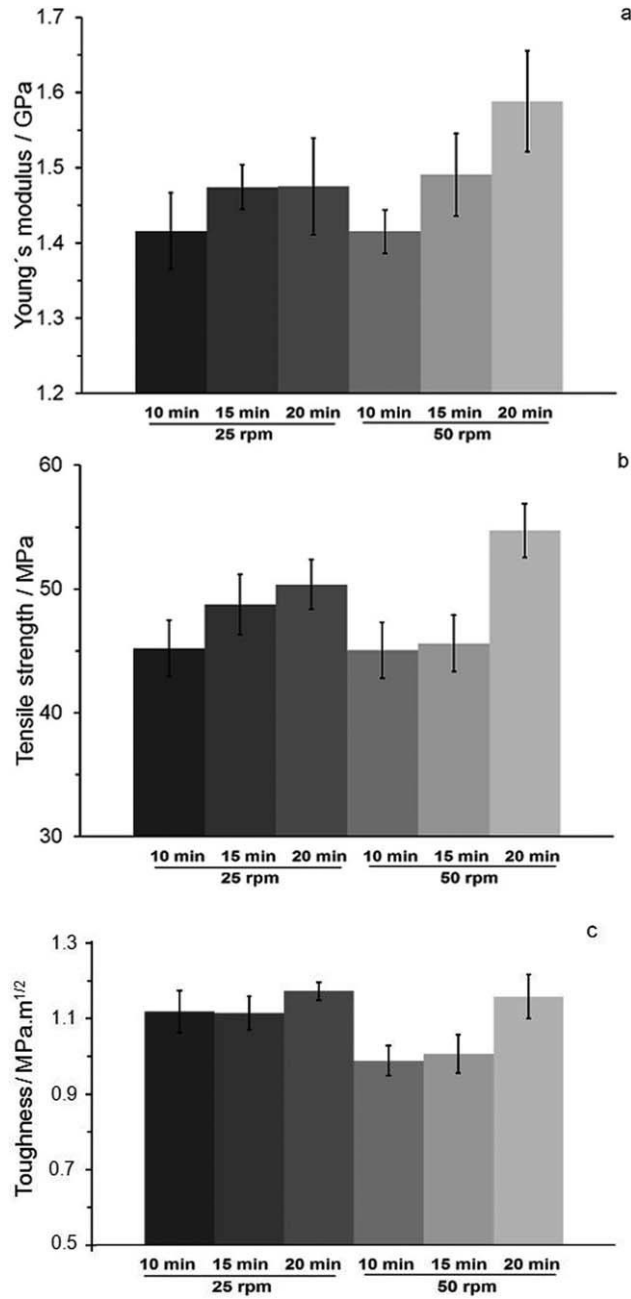 a
Young´s modulus / GPa
1.7
1.6
1.5
1.4
1.3
1.2
10 min 15 min 20 min 10 min 15 min 20 min
25 rpm 50 rpm
b
Tensile strength / MPa
60
50
40
30
10 min 15 min 20 min 10 min 15 min 20 min
25 rpm 50 rpm
c
Toughness / MPa.m^1/2
1.3
1.1
0.9
0.7
0.5
10 min 15 min 20 min 10 min 15 min 20 min
25 rpm 50 rpm